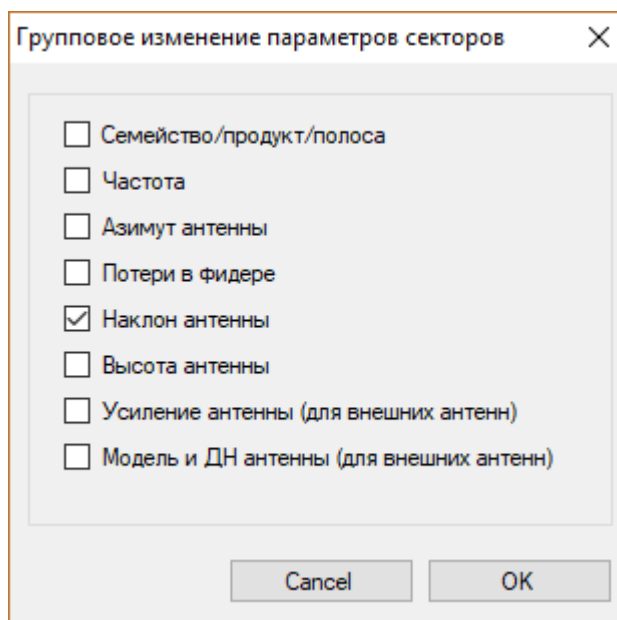 Групповое изменение параметров секторов
Семейство/продукт/полоса
Частота
Азимут антенны
Потери в фидере
Наклон антенны
Высота антенны
Усиление антенны (для внешних антенн)
Модель и ДН антенны (для внешних антенн)
Cancel OK